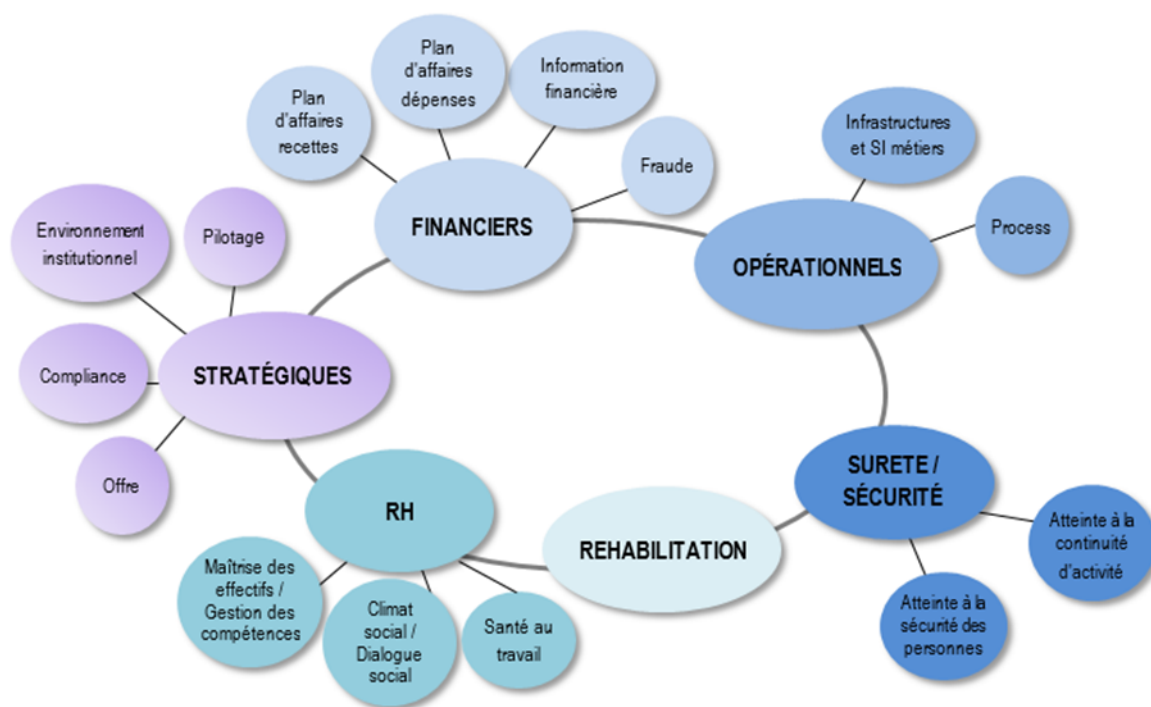 Plan
d'affaires
recettes
Plan
d'affaires
dépenses
Information
financière
Fraude
FINANCIERS
Infrastructures
et SI métiers
Process
OPÉRATIONNELS
Environnement
institutionnel
Pilotage
Compliance
Offre
STRATÉGIQUES
RH
Maîtrise des
effectifs /
Gestion des
compétences
Climat
social /
Dialogue
social
Santé au
travail
REHABILITATION
SURETE /
SÉCURITÉ
Atteinte à la
continuité
d'activité
Atteinte à la
sécurité des
personnes